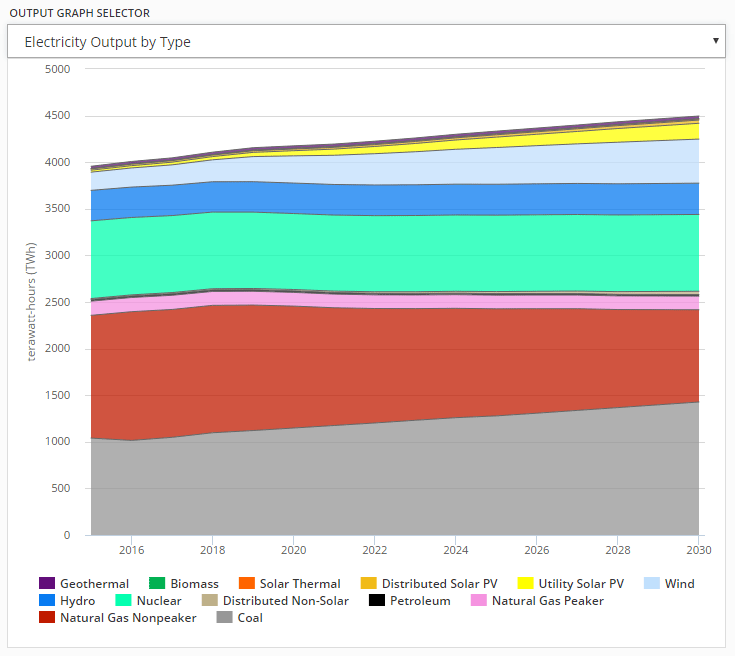 OUTPUT GRAPH SELECTOR
Electricity Output by Type
5000
4500
4000
3500
3000
2500
2000
1500
1000
500
0
terawatt-hours (TWh)
2016 2018 2020 2022 2024 2026 2028 2030
Geothermal Biomass Solar Thermal Distributed Solar PV Utility Solar PV Wind
Hydro Nuclear Distributed Non-Solar Petroleum Natural Gas Peaker
Natural Gas Nonpeaker Coal